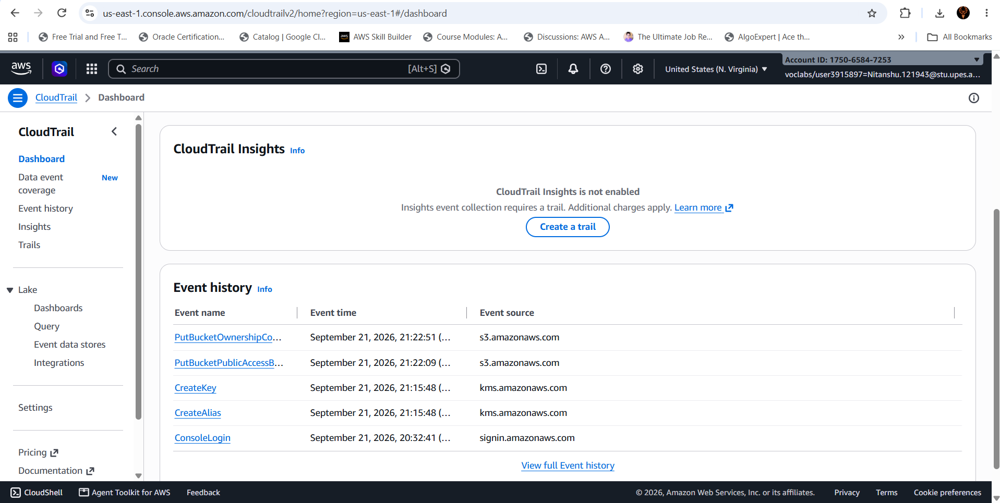 us-east-1.console.aws.amazon.com/cloudtrailv2/home?region=us-east-1#/dashboard
Free Trial and Free T... Oracle Certification... Catalog | Google Cl... aws AWS Skill Builder Course Modules: A... Discussions: AWS A... The Ultimate Job Re... AlgoExpert | Ace th... » All Bookmarks
aws Search [Alt+S] United States (N. Virginia) Account ID: 1750-6584-7253
voclabs/user3915897=Nitanshu.121943@stu.upes.a...
CloudTrail > Dashboard
CloudTrail
Dashboard
Data event coverage New
Event history
Insights
Trails
Lake
Dashboards
Query
Event data stores
Integrations
Settings
Pricing
Documentation
CloudTrail Insights Info
CloudTrail Insights is not enabled
Insights event collection requires a trail. Additional charges apply. Learn more
Create a trail
Event history Info
Event name Event time Event source
PutBucketOwnershipCo... September 21, 2026, 21:22:51 (... s3.amazonaws.com
PutBucketPublicAccessB... September 21, 2026, 21:22:09 (... s3.amazonaws.com
CreateKey September 21, 2026, 21:15:48 (... kms.amazonaws.com
CreateAlias September 21, 2026, 21:15:48 (... kms.amazonaws.com
ConsoleLogin September 21, 2026, 20:32:41 (... signin.amazonaws.com
View full Event history
CloudShell Agent Toolkit for AWS Feedback © 2026, Amazon Web Services, Inc. or its affiliates. Privacy Terms Cookie preferences